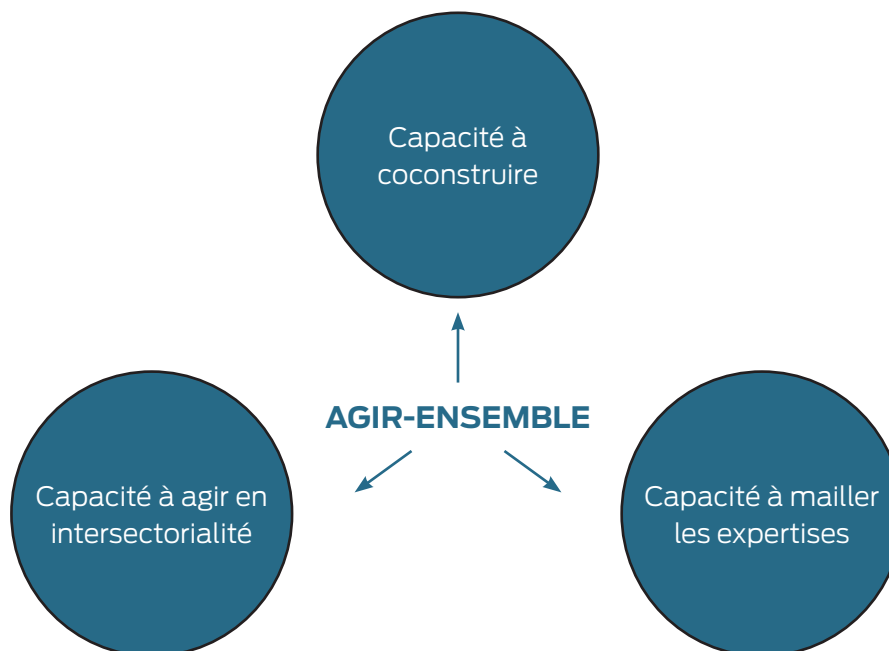 Capacité à
coconstruire
AGIR-ENSEMBLE
Capacité à agir en
intersectorialité
Capacité à mailler
les expertises